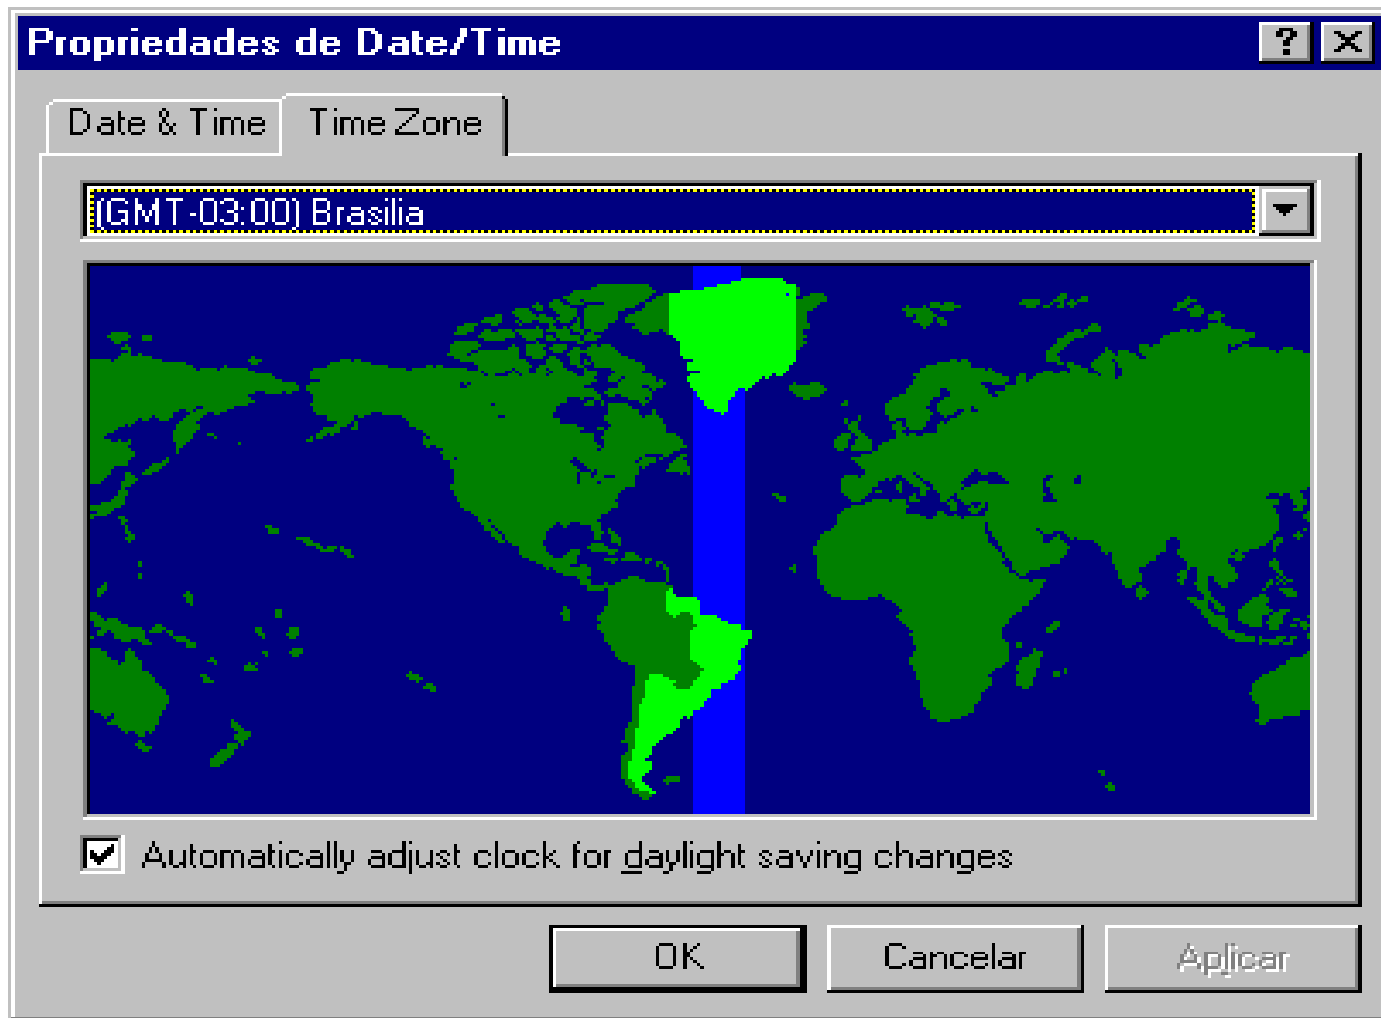 Propriedades de Date/Time
Date & Time
Time Zone
(GMT-03:00) Brasilia
Automatically adjust clock for daylight saving changes
OK
Cancelar
Aplicar